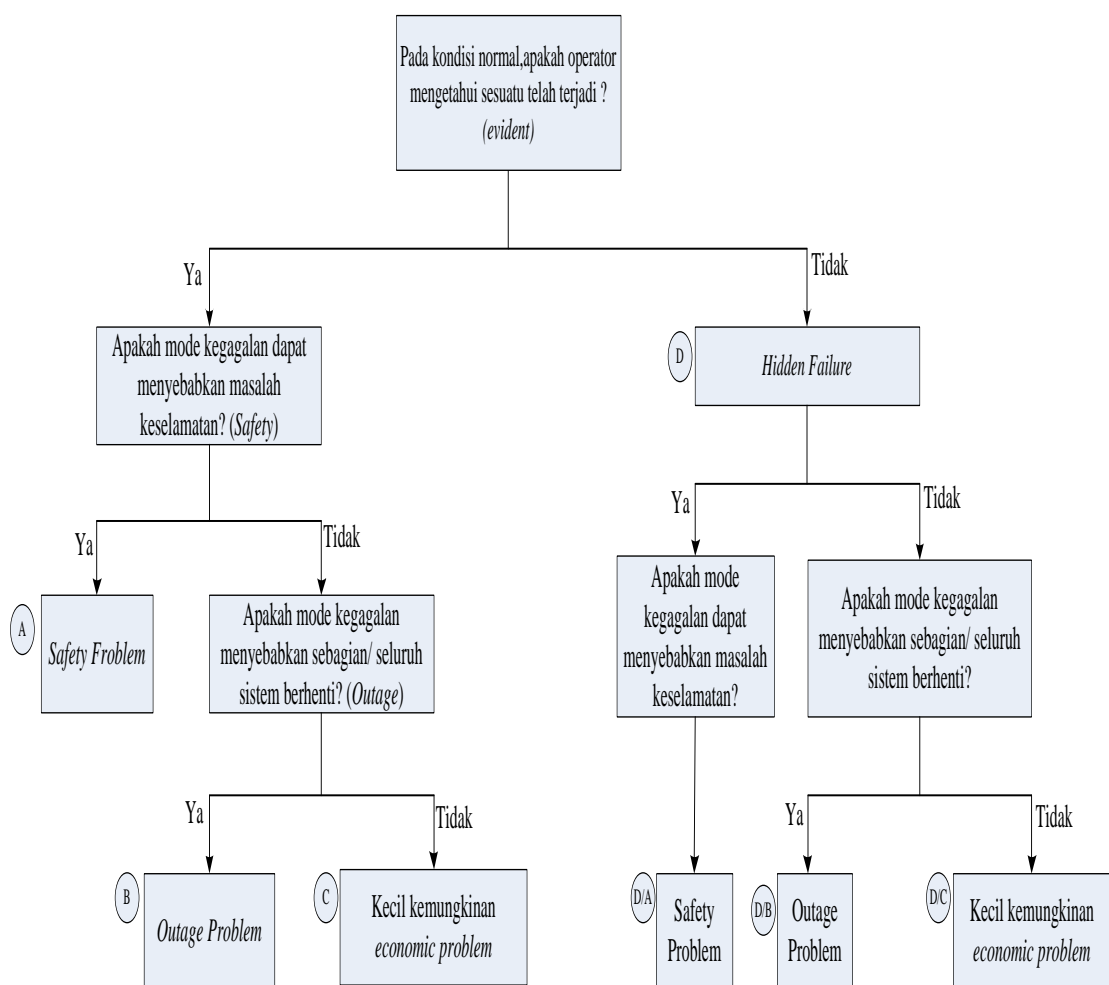 Pada kondisi normal,apakah operator
mengetahui sesuatu telah terjadi ?
(evident)
Ya
Tidak
Apakah mode kegagalan dapat
menyebabkan masalah
keselamatan? (Safety)
D
Hidden Failure
Ya
Tidak
Ya
Tidak
A
Safety Froblem
Apakah mode kegagalan
menyebabkan sebagian/ seluruh
sistem berhenti? (Outage)
Apakah mode
kegagalan dapat
menyebabkan masalah
keselamatan?
Apakah mode kegagalan
menyebabkan sebagian/ seluruh
sistem berhenti?
Ya
Tidak
Ya
Tidak
B
Outage Problem
C
Kecil kemungkinan
economic problem
D/A
Safety
Problem
D/B
Outage
Problem
D/C
Kecil kemungkinan
economic problem